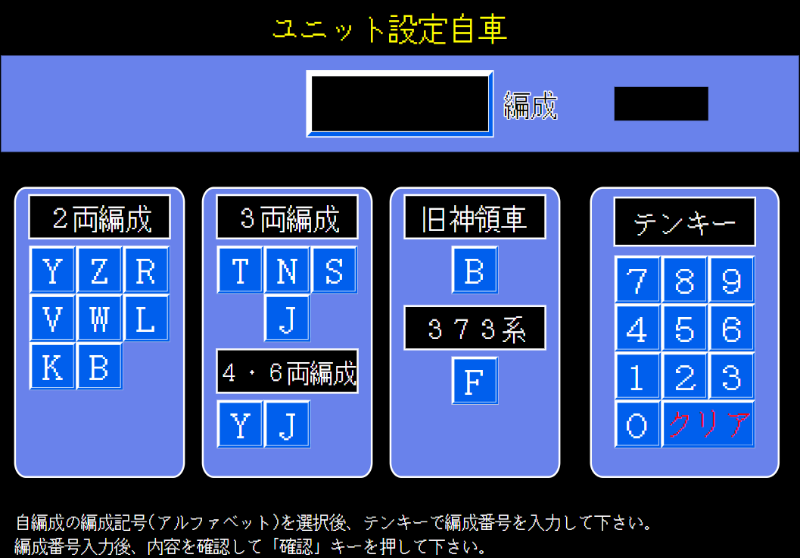 ユニット設定自車
編成
2両編成
Y Z R
V W L
K B
3両編成
T N S
J
4・6両編成
Y J
旧神領車
B
373系
F
テンキー
7 8 9
4 5 6
1 2 3
0 クリア
自編成の編成記号(アルファベット)を選択後、テンキーで編成番号を入力して下さい。
編成番号入力後、内容を確認して「確認」キーを押して下さい。